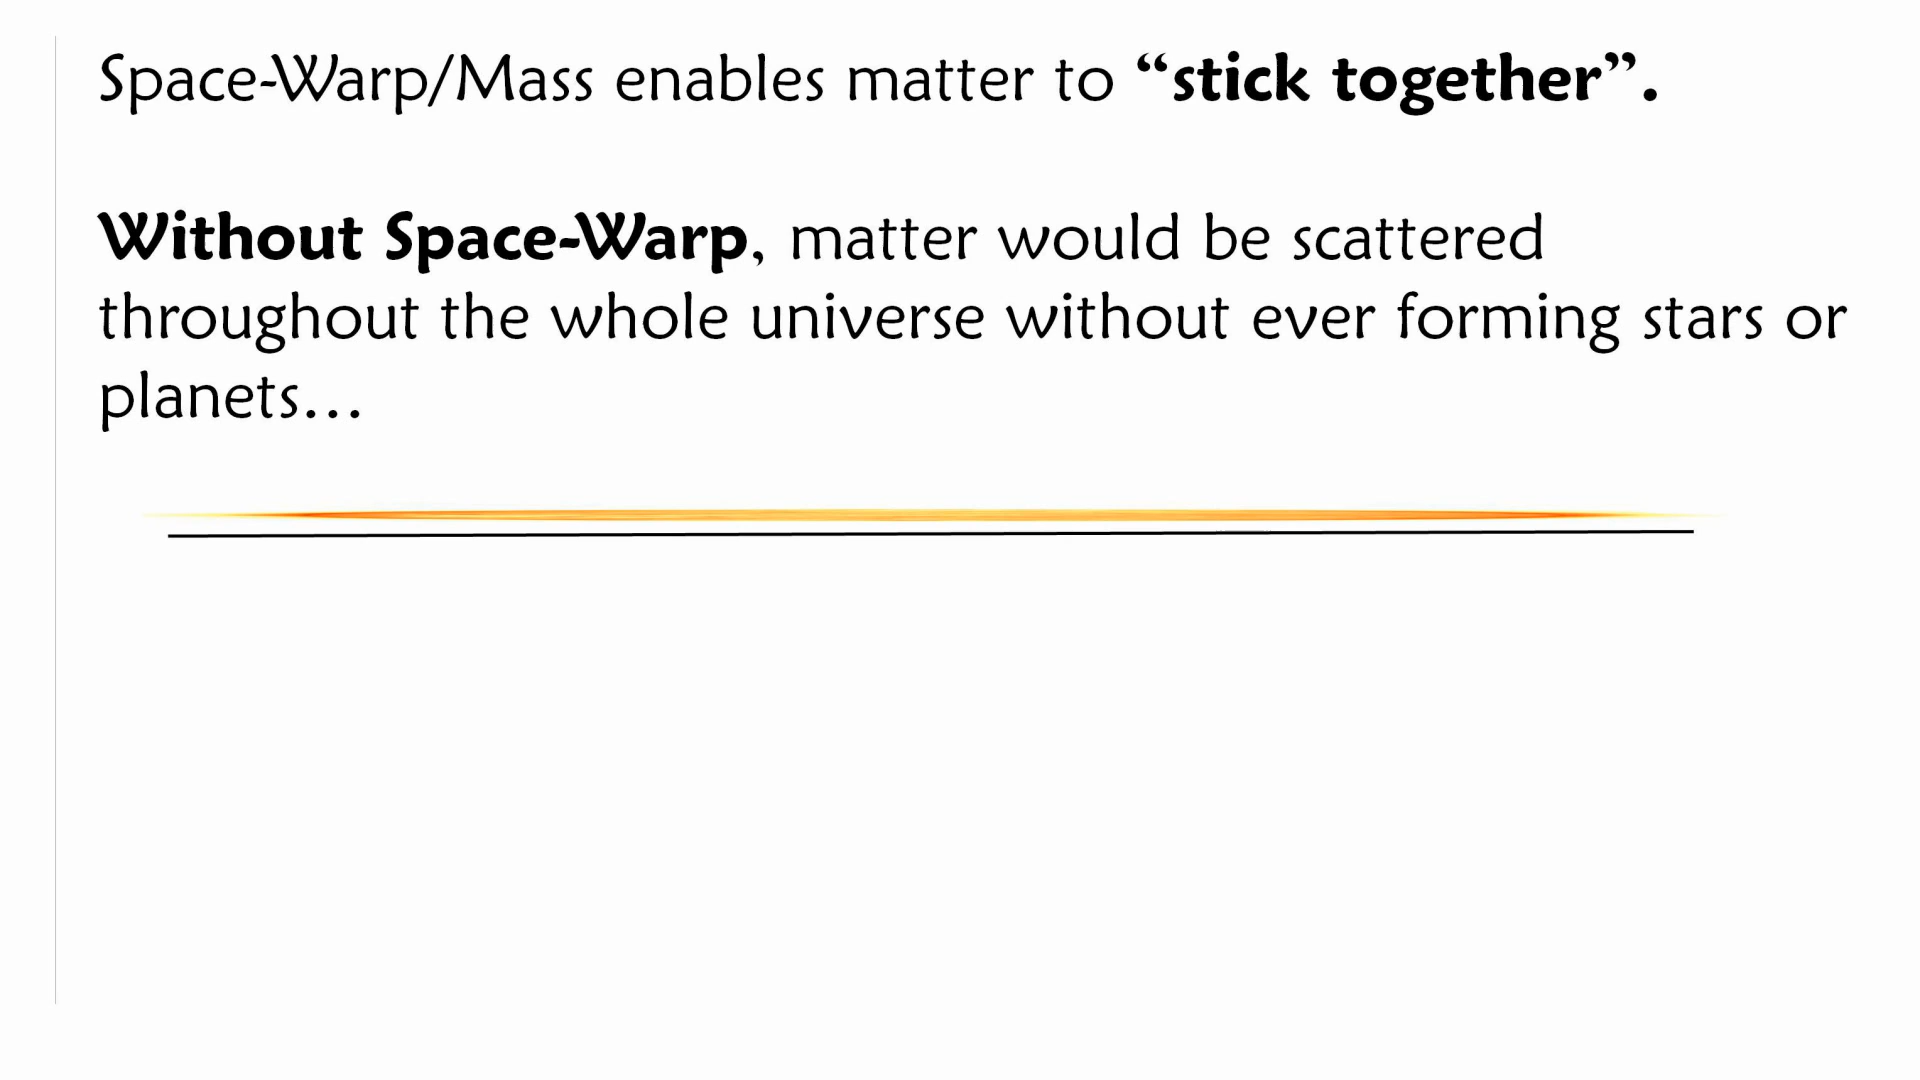 Space-Warp/Mass enables matter to “stick together”.
Without Space-Warp, matter would be scattered
throughout the whole universe without ever forming stars or
planets…